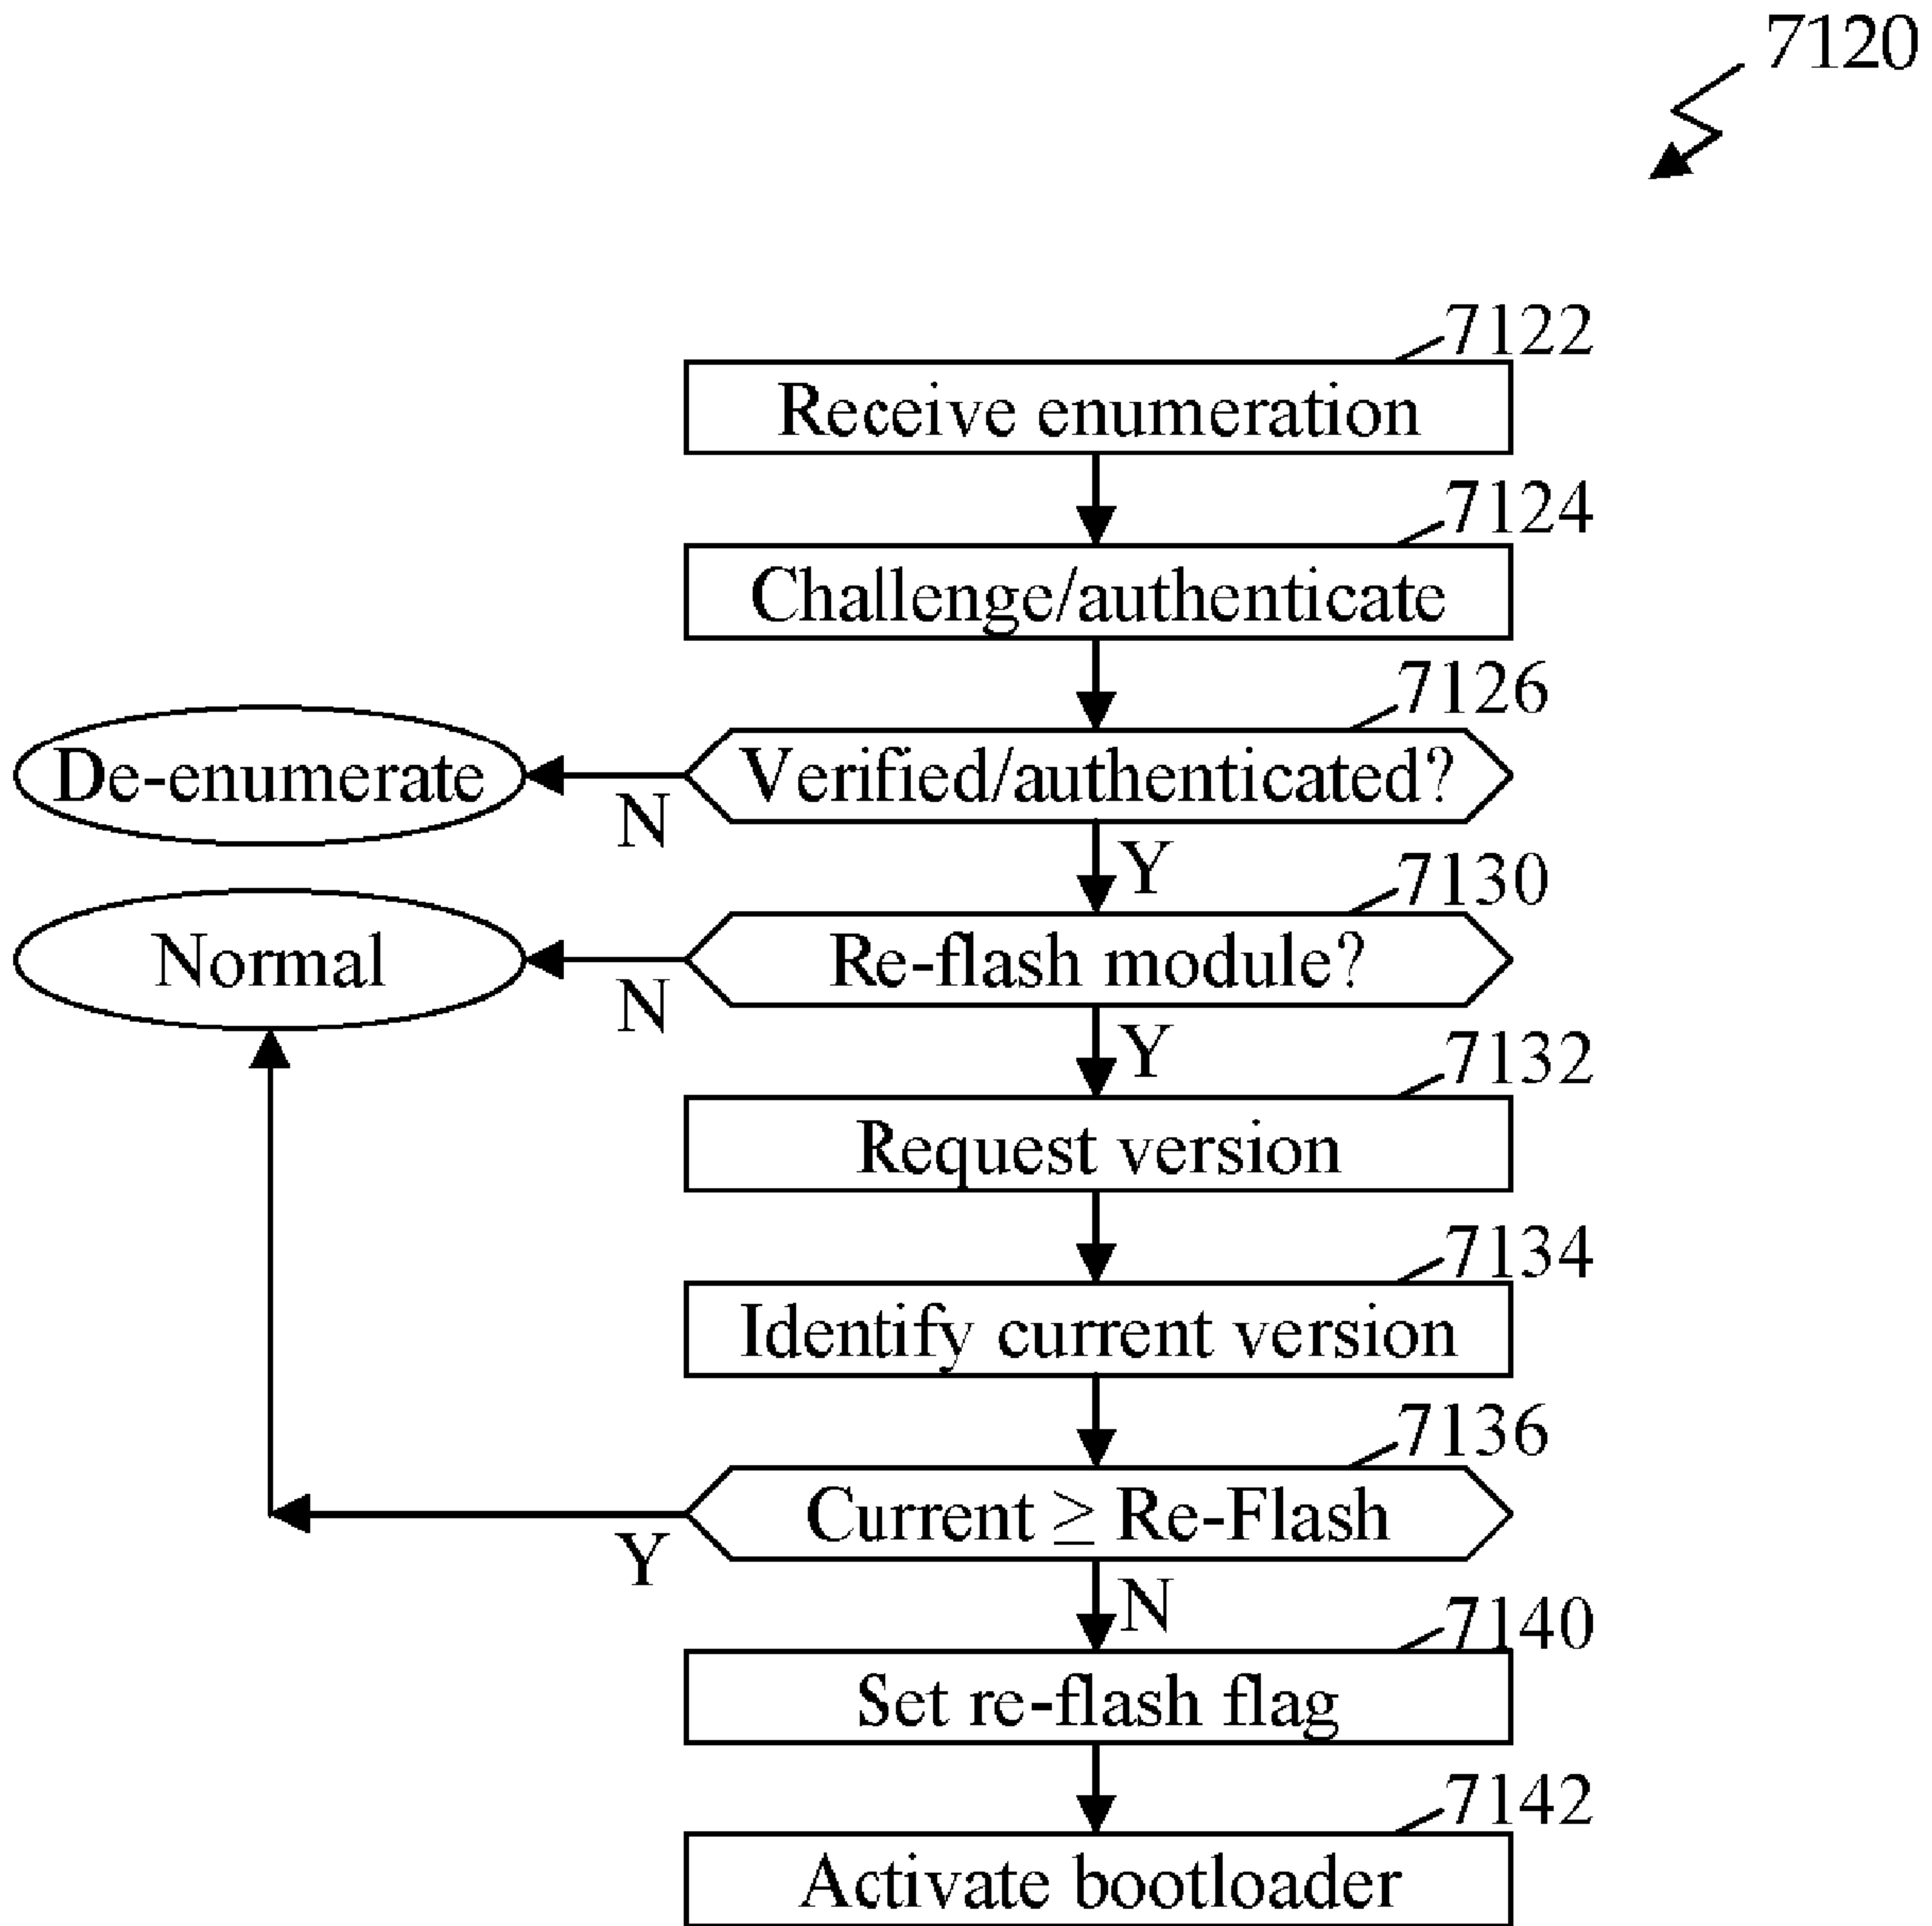 7120
7122
Receive enumeration
7124
Challenge/authenticate
7126
De-enumerate
Verified/authenticated?
N
Y
7130
Normal
Re-flash module?
N
Y
7132
Request version
7134
Identify current version
7136
Current ≥ Re-Flash
Y
N
7140
Set re-flash flag
7142
Activate bootloader